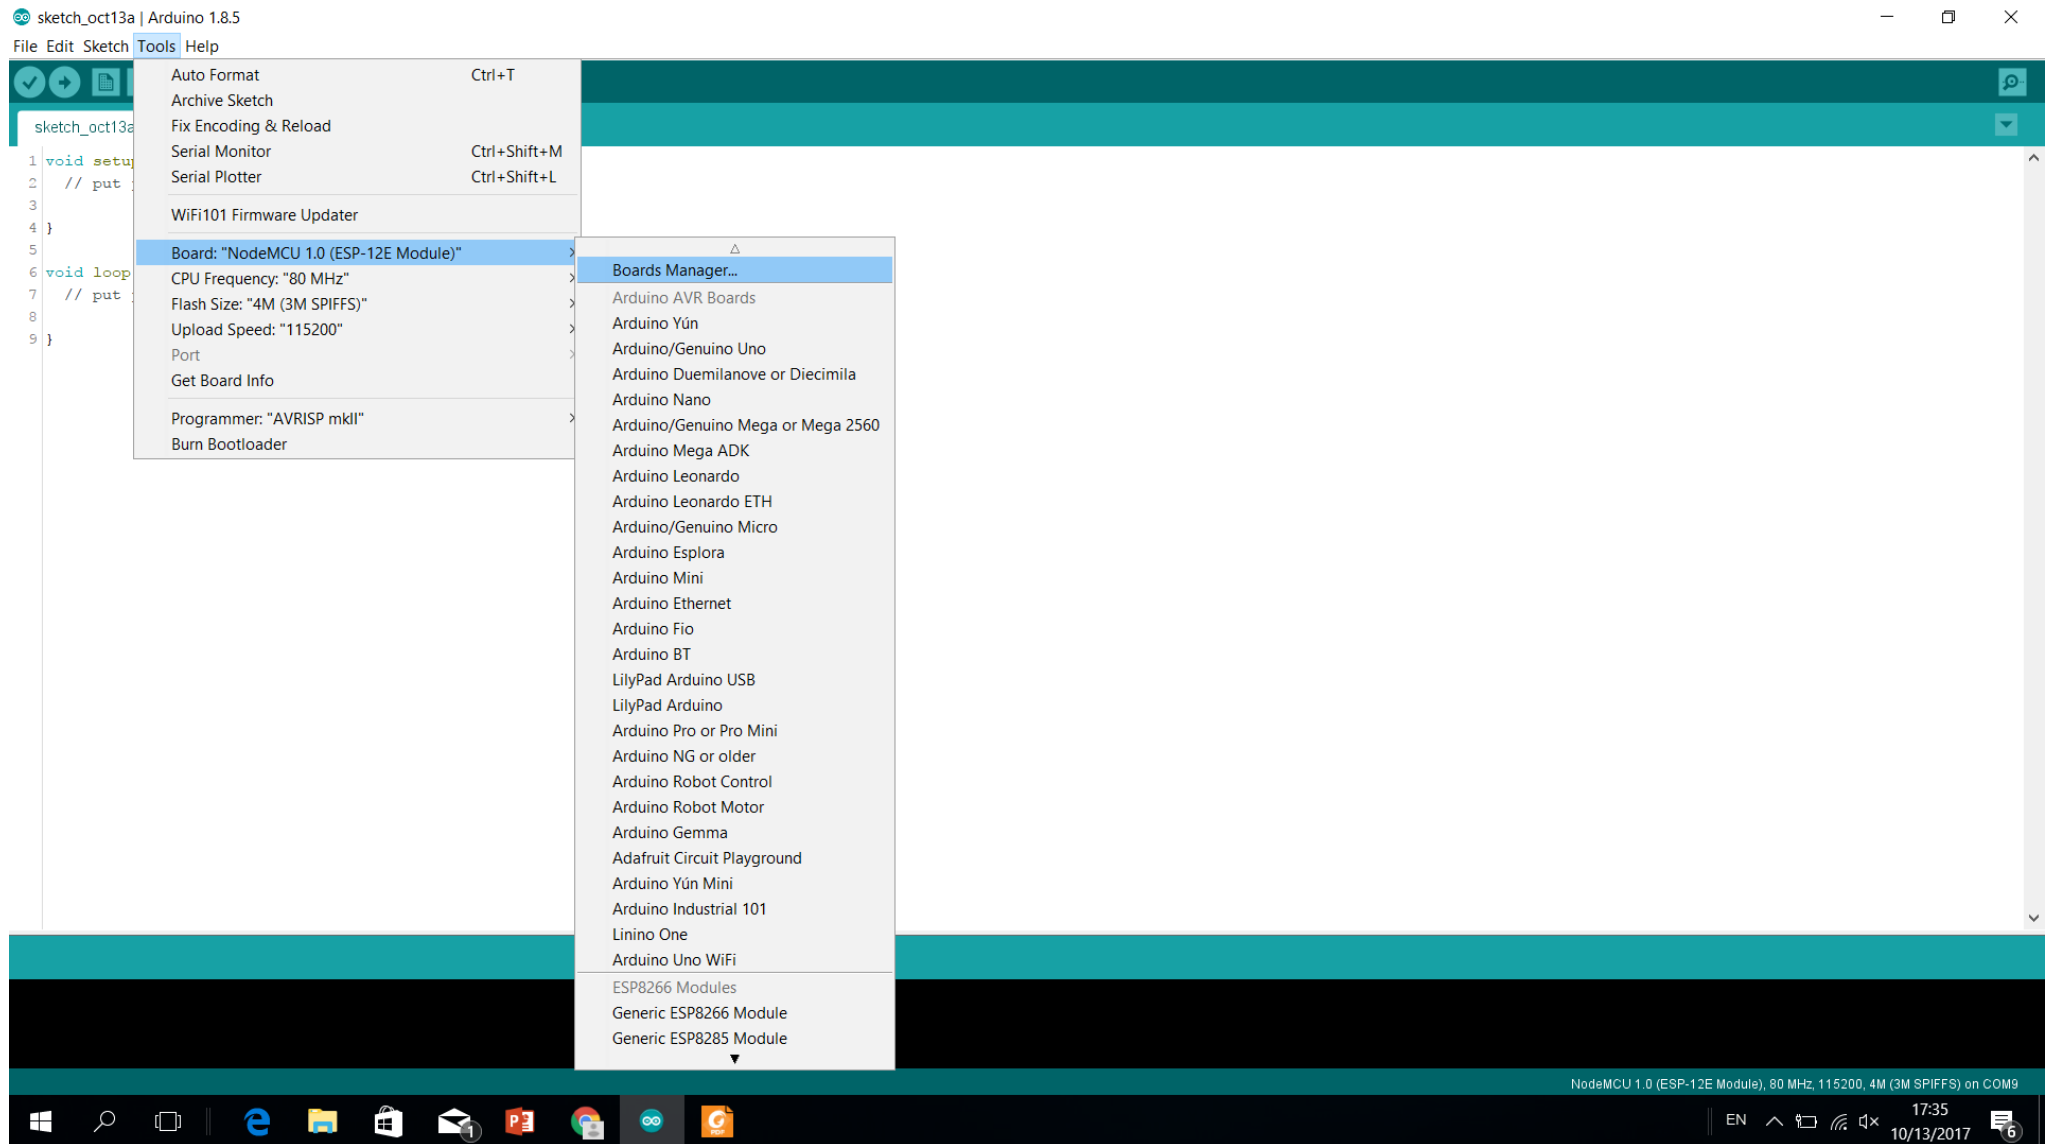 sketch_oct13a | Arduino 1.8.5
File Edit Sketch Tools Help
sketch_oct13a
1 void setup
2 // put
3
4 }
5
6 void loop
7 // put
8
9 }
Auto Format Ctrl+T
Archive Sketch
Fix Encoding & Reload
Serial Monitor Ctrl+Shift+M
Serial Plotter Ctrl+Shift+L
WiFi101 Firmware Updater
Board: "NodeMCU 1.0 (ESP-12E Module)"
CPU Frequency: "80 MHz"
Flash Size: "4M (3M SPIFFS)"
Upload Speed: "115200"
Port
Get Board Info
Programmer: "AVRISP mkII"
Burn Bootloader
Boards Manager...
Arduino AVR Boards
Arduino Yún
Arduino/Genuino Uno
Arduino Duemilanove or Diecimila
Arduino Nano
Arduino/Genuino Mega or Mega 2560
Arduino Mega ADK
Arduino Leonardo
Arduino Leonardo ETH
Arduino/Genuino Micro
Arduino Esplora
Arduino Mini
Arduino Ethernet
Arduino Fio
Arduino BT
LilyPad Arduino USB
LilyPad Arduino
Arduino Pro or Pro Mini
Arduino NG or older
Arduino Robot Control
Arduino Robot Motor
Arduino Gemma
Adafruit Circuit Playground
Arduino Yún Mini
Arduino Industrial 101
Linino One
Arduino Uno WiFi
ESP8266 Modules
Generic ESP8266 Module
Generic ESP8285 Module
NodeMCU 1.0 (ESP-12E Module), 80 MHz, 115200, 4M (3M SPIFFS) on COM9
1
EN
17:35
10/13/2017
6